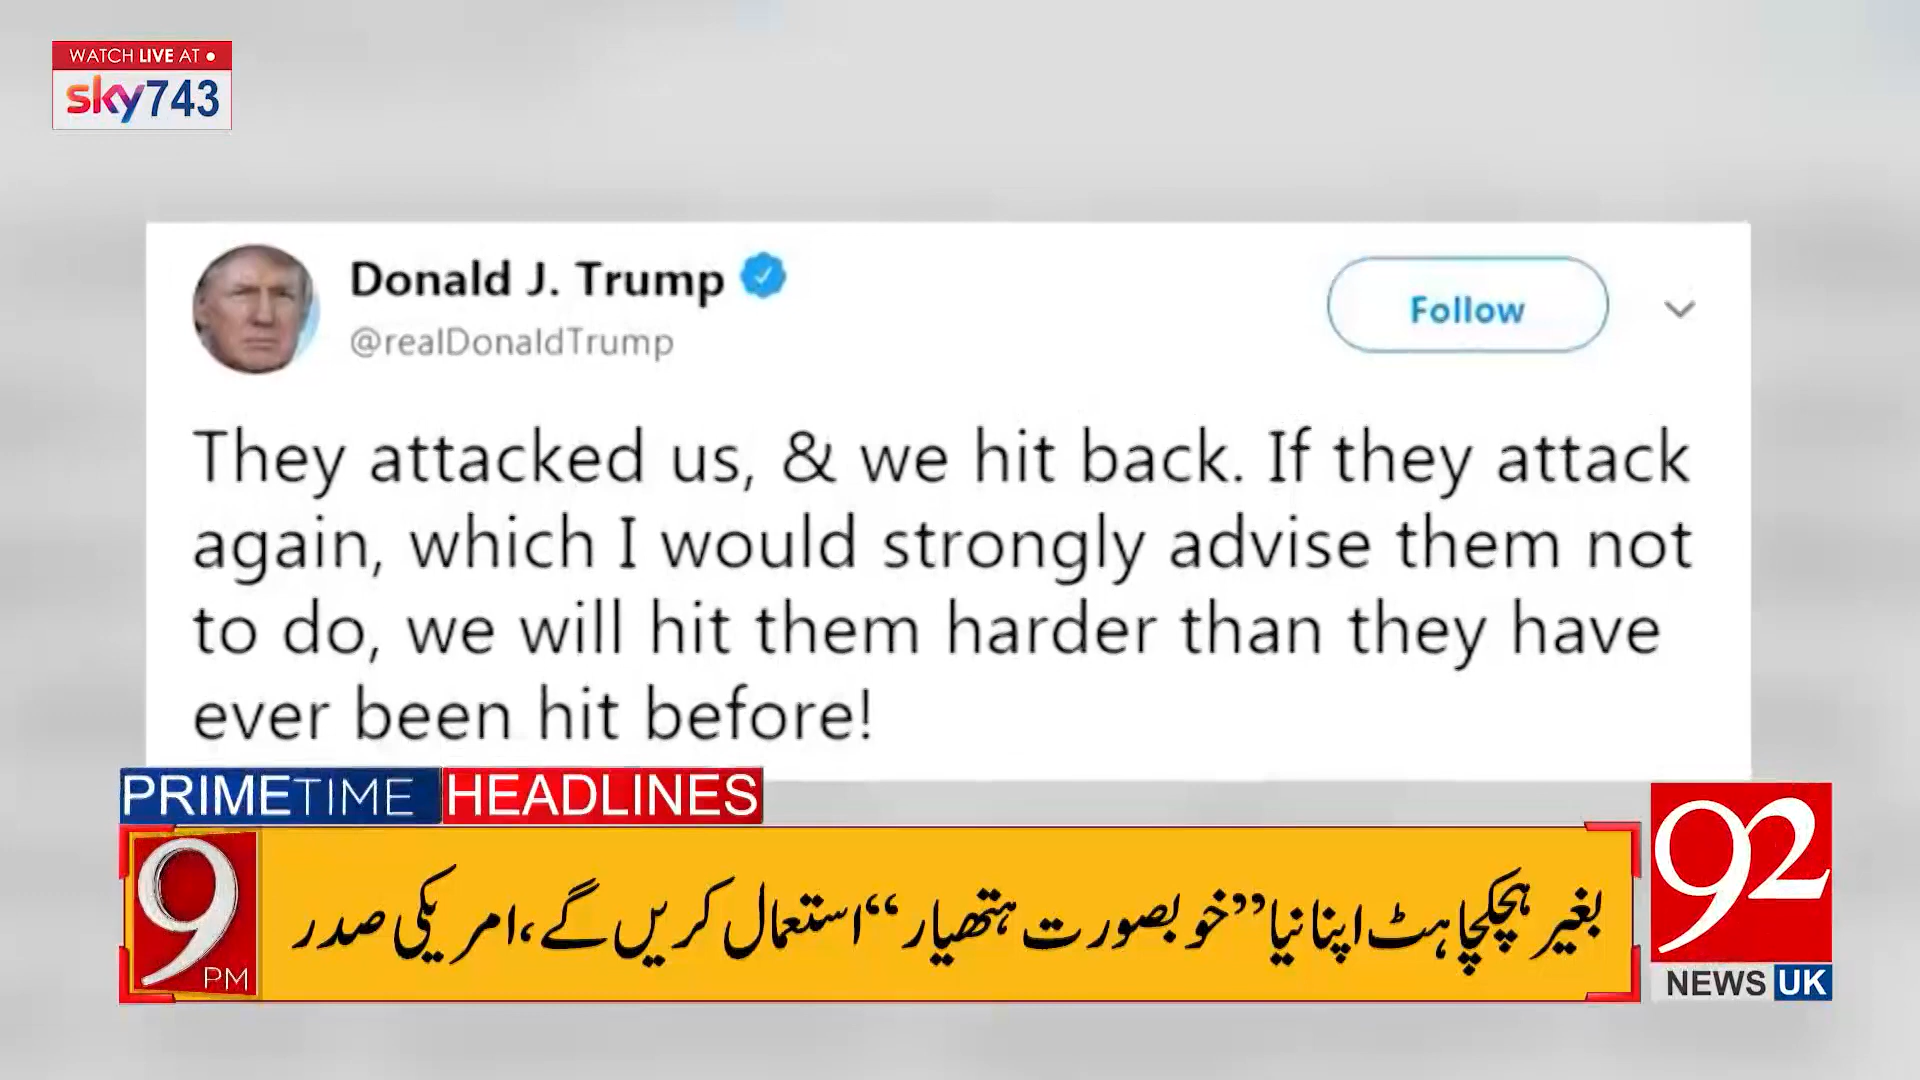 WATCH LIVE AT
sky743
Donald J. Trump
@realDonaldTrump
Follow
They attacked us, & we hit back. If they attack
again, which I would strongly advise them not
to do, we will hit them harder than they have
ever been hit before!
PRIMETIME HEADLINES
9
PM
بغیر ہچکچاہٹ اپنا نیا ”خوبصورت ہتھیار“ استعمال کریں گے، امریکی صدر
92
NEWS UK